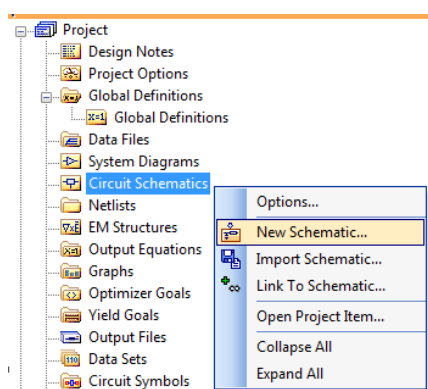 Project
Design Notes
Project Options
Global Definitions
Global Definitions
Data Files
System Diagrams
Circuit Schematics
Netlists
EM Structures
Output Equations
Graphs
Optimizer Goals
Yield Goals
Output Files
Data Sets
Circuit Symbols
Options...
New Schematic...
Import Schematic...
Link To Schematic...
Open Project Item...
Collapse All
Expand All